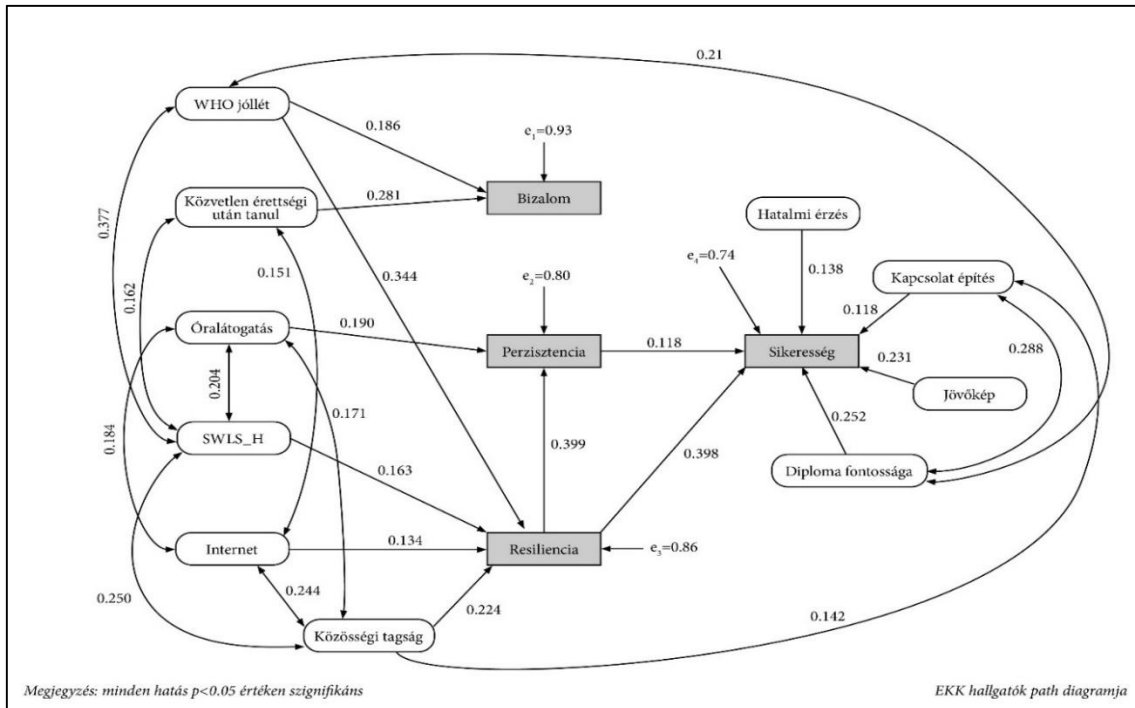 0.21
WHO jóllét
0.186
e₁=0.93
Bizalom
Közvetlen érettségi
után tanul
0.281
Hatalmi érzés
0.377
0.162
0.151
0.344
e₂=0.80
e₄=0.74
0.138
Kapcsolat építés
0.118
Óralátogatás
0.190
Perzisztencia
0.118
Sikeresség
0.288
0.231
Jövőkép
0.204
0.171
0.184
SWLS_H
0.163
0.399
0.398
0.252
Diploma fontossága
Internet
0.134
Resiliencia
e₃=0.86
0.250
0.244
0.224
0.142
Közösségi tagság
Megjegyzés: minden hatás p<0.05 értéken szignifikáns
EKK hallgatók path diagramja